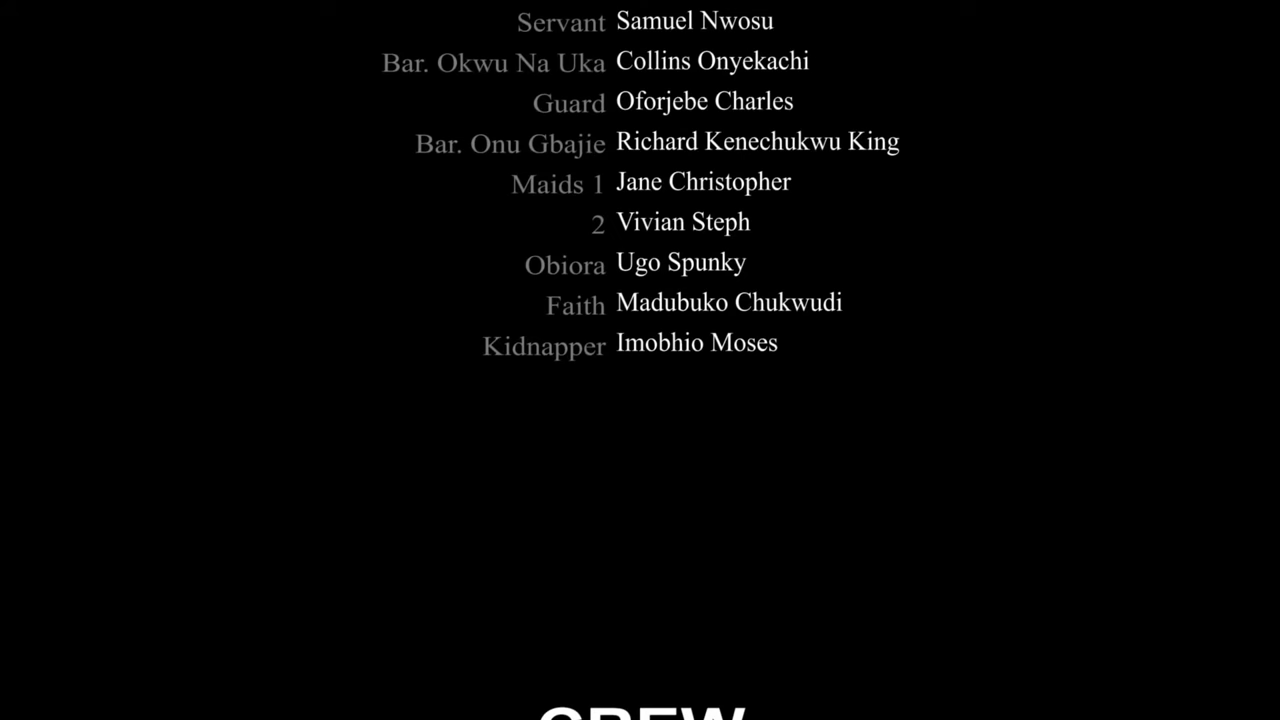 Servant Samuel Nwosu
Bar. Okwu Na Uka Collins Onyekachi
Guard Oforjebe Charles
Bar. Onu Gbajie Richard Kenechukwu King
Maids 1 Jane Christopher
2 Vivian Steph
Obiora Ugo Spunky
Faith Madubuko Chukwudi
Kidnapper Imobhio Moses
CREW